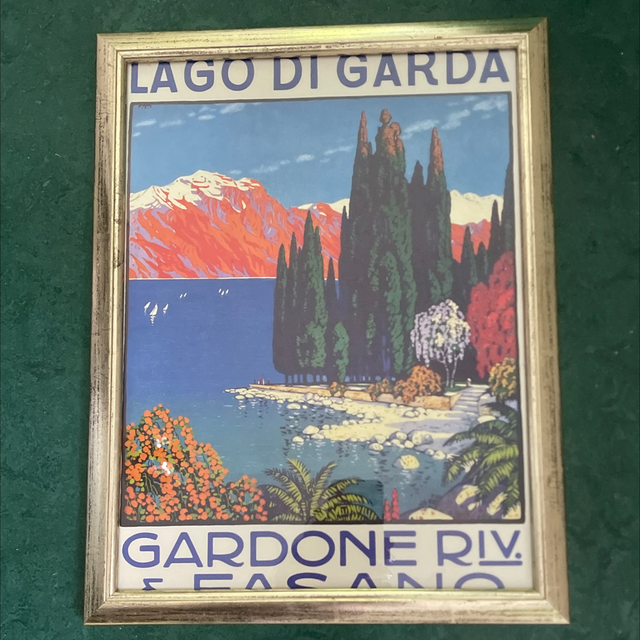 LAGO DI GARDA
GARDONE RIV.
& FASANO